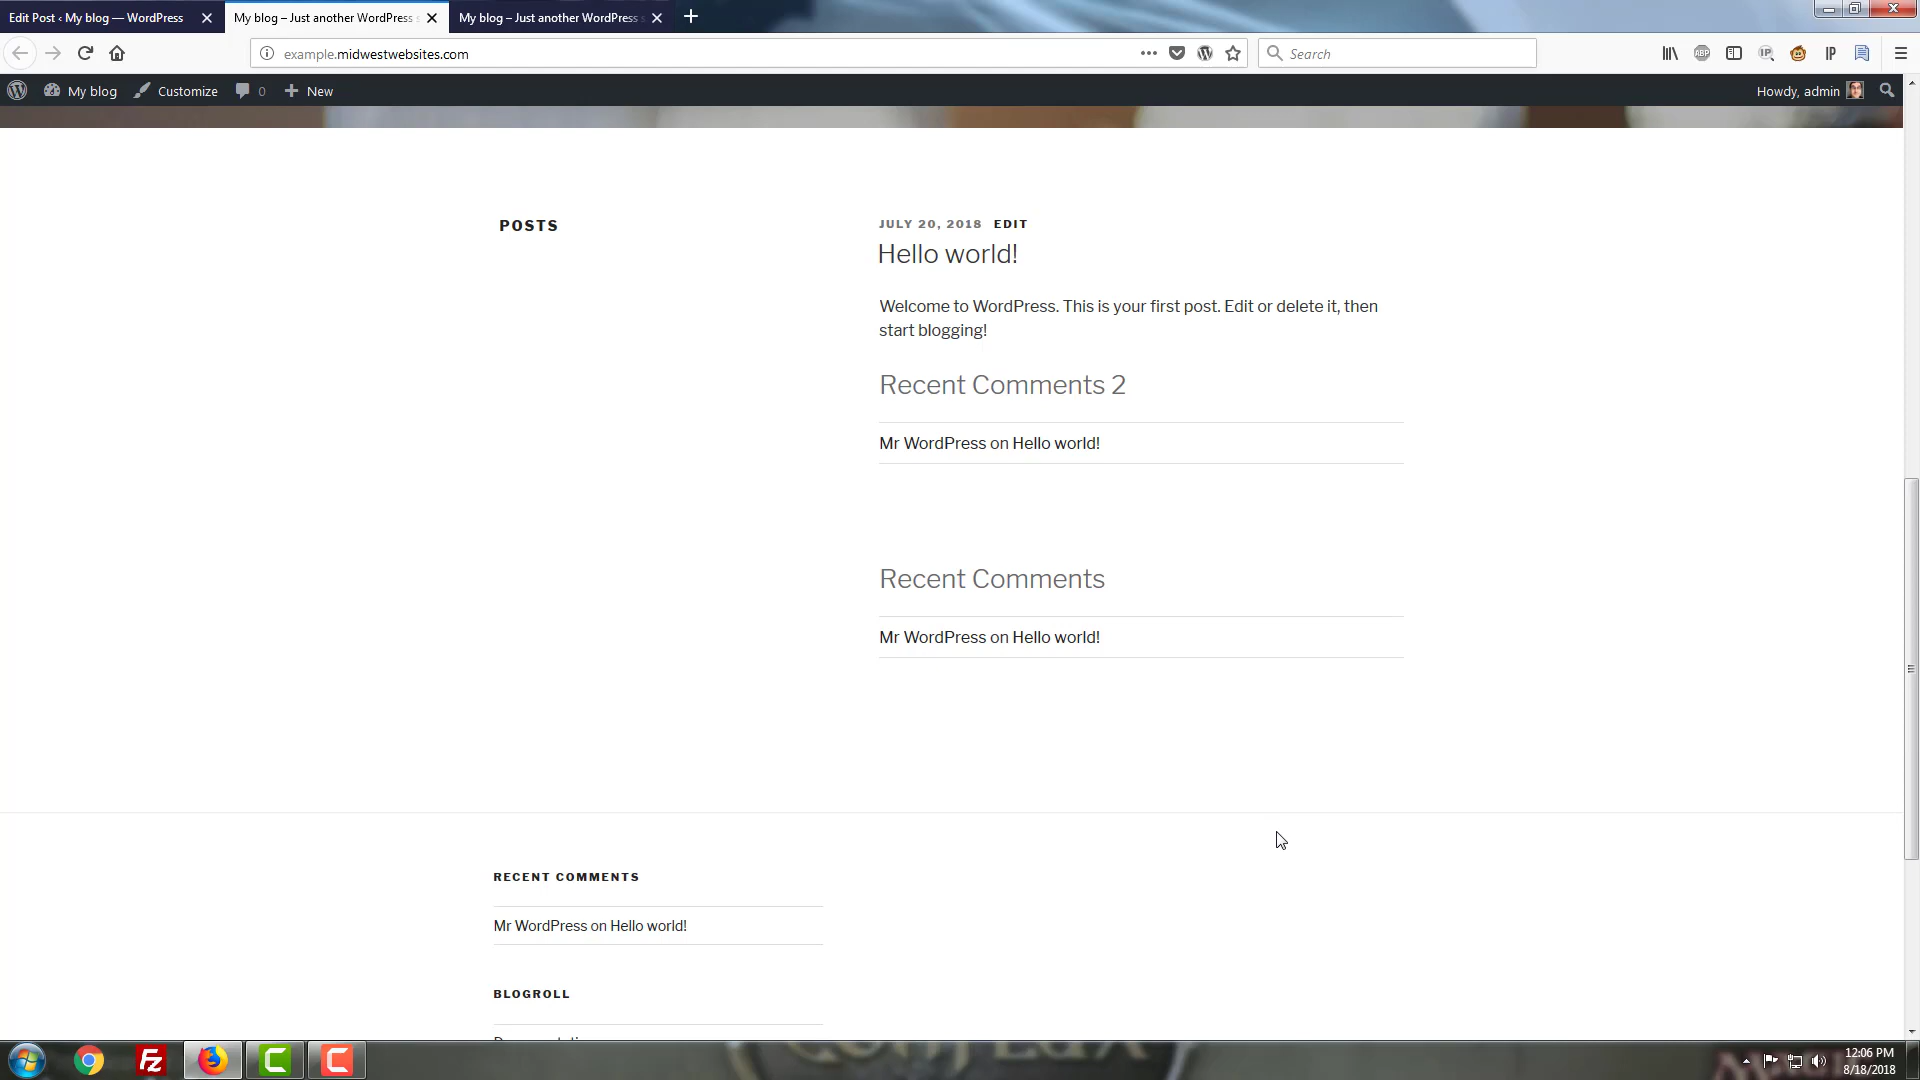 Edit Post ‹ My blog — WordPress
My blog – Just another WordPress
My blog – Just another WordPress
example.midwestwebsites.com
Search
ABP
IP
IP
My blog
Customize
0
New
Howdy, admin
POSTS
JULY 20, 2018 EDIT
Hello world!
Welcome to WordPress. This is your first post. Edit or delete it, then
start blogging!
Recent Comments 2
Mr WordPress on Hello world!
Recent Comments
Mr WordPress on Hello world!
RECENT COMMENTS
Mr WordPress on Hello world!
BLOGROLL
12:06 PM
8/18/2018